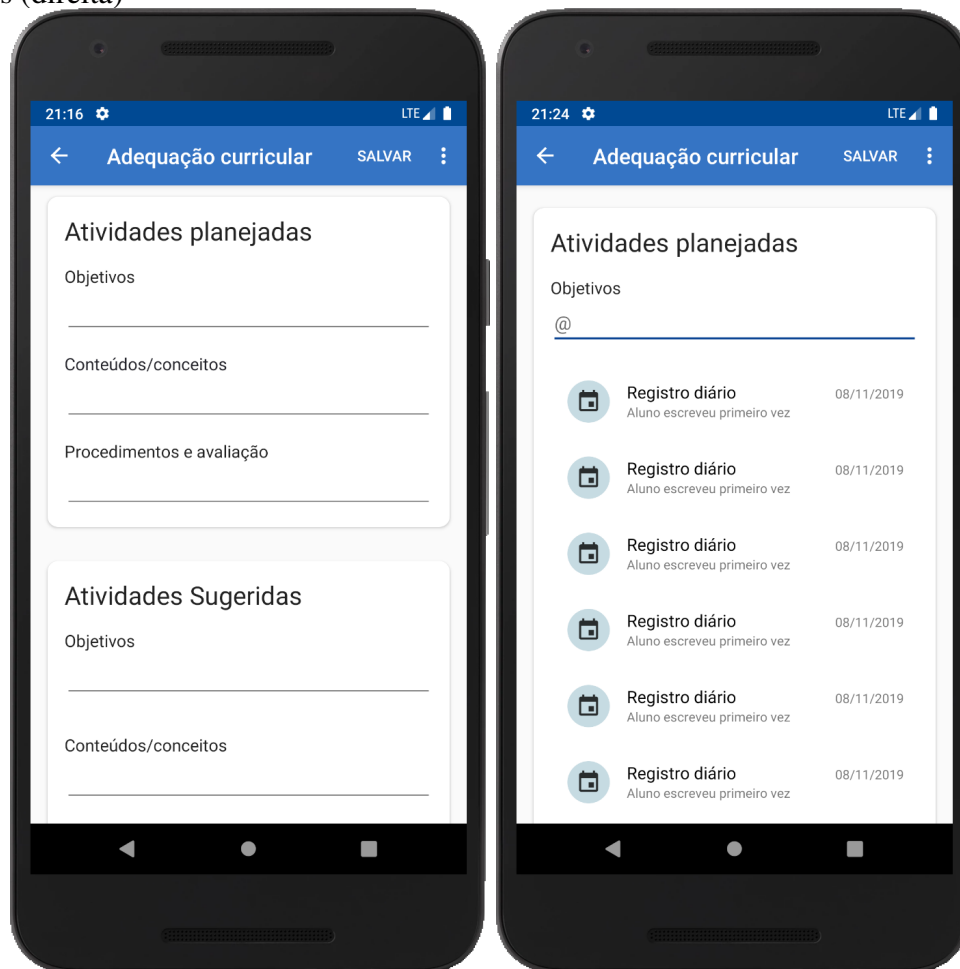 s (direita)
21:16
LTE
Adequação curricular
SALVAR
Atividades planejadas
Objetivos
Conteúdos/conceitos
Procedimentos e avaliação
Atividades Sugeridas
Objetivos
Conteúdos/conceitos
21:24
LTE
Adequação curricular
SALVAR
Atividades planejadas
Objetivos
@
Registro diário 08/11/2019
Aluno escreveu primeiro vez
Registro diário 08/11/2019
Aluno escreveu primeiro vez
Registro diário 08/11/2019
Aluno escreveu primeiro vez
Registro diário 08/11/2019
Aluno escreveu primeiro vez
Registro diário 08/11/2019
Aluno escreveu primeiro vez
Registro diário 08/11/2019
Aluno escreveu primeiro vez